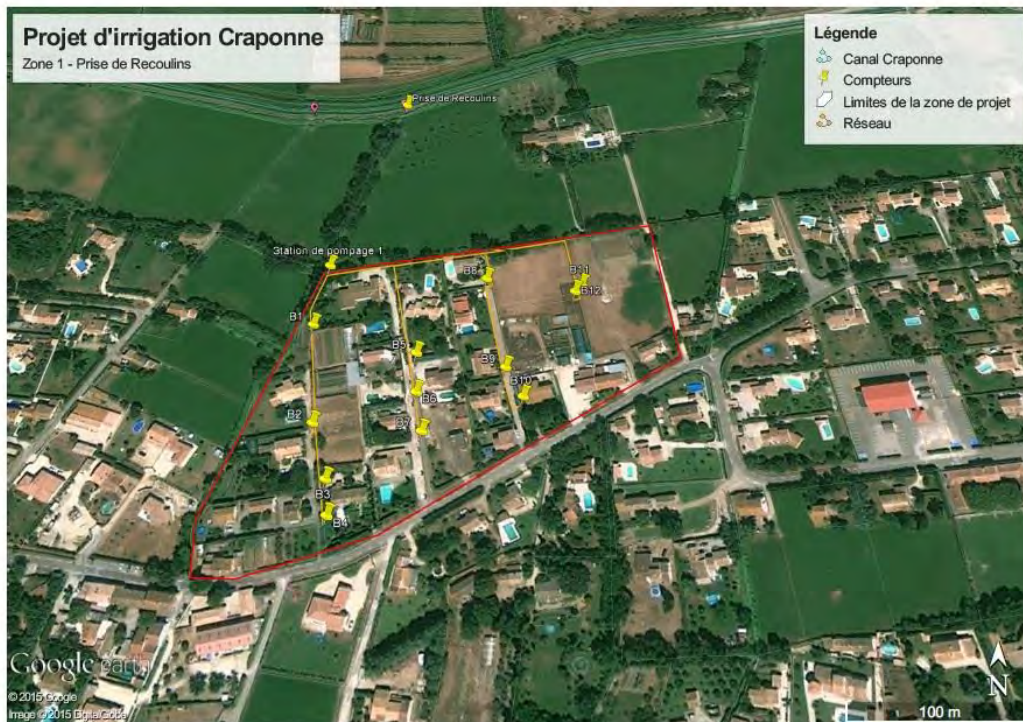 Projet d'irrigation Craponne
Zone 1 - Prise de Recoulins
Légende
Canal Craponne
Compteurs
Limites de la zone de projet
Réseau
Prise de Recoulins
Station de pompage 1
B8
B11
B12
B1
B5
B9
B6
B10
B2
B7
B3
B4
Google earth
© 2015 Google
Image © 2015 DigitalGlobe
N
100 m